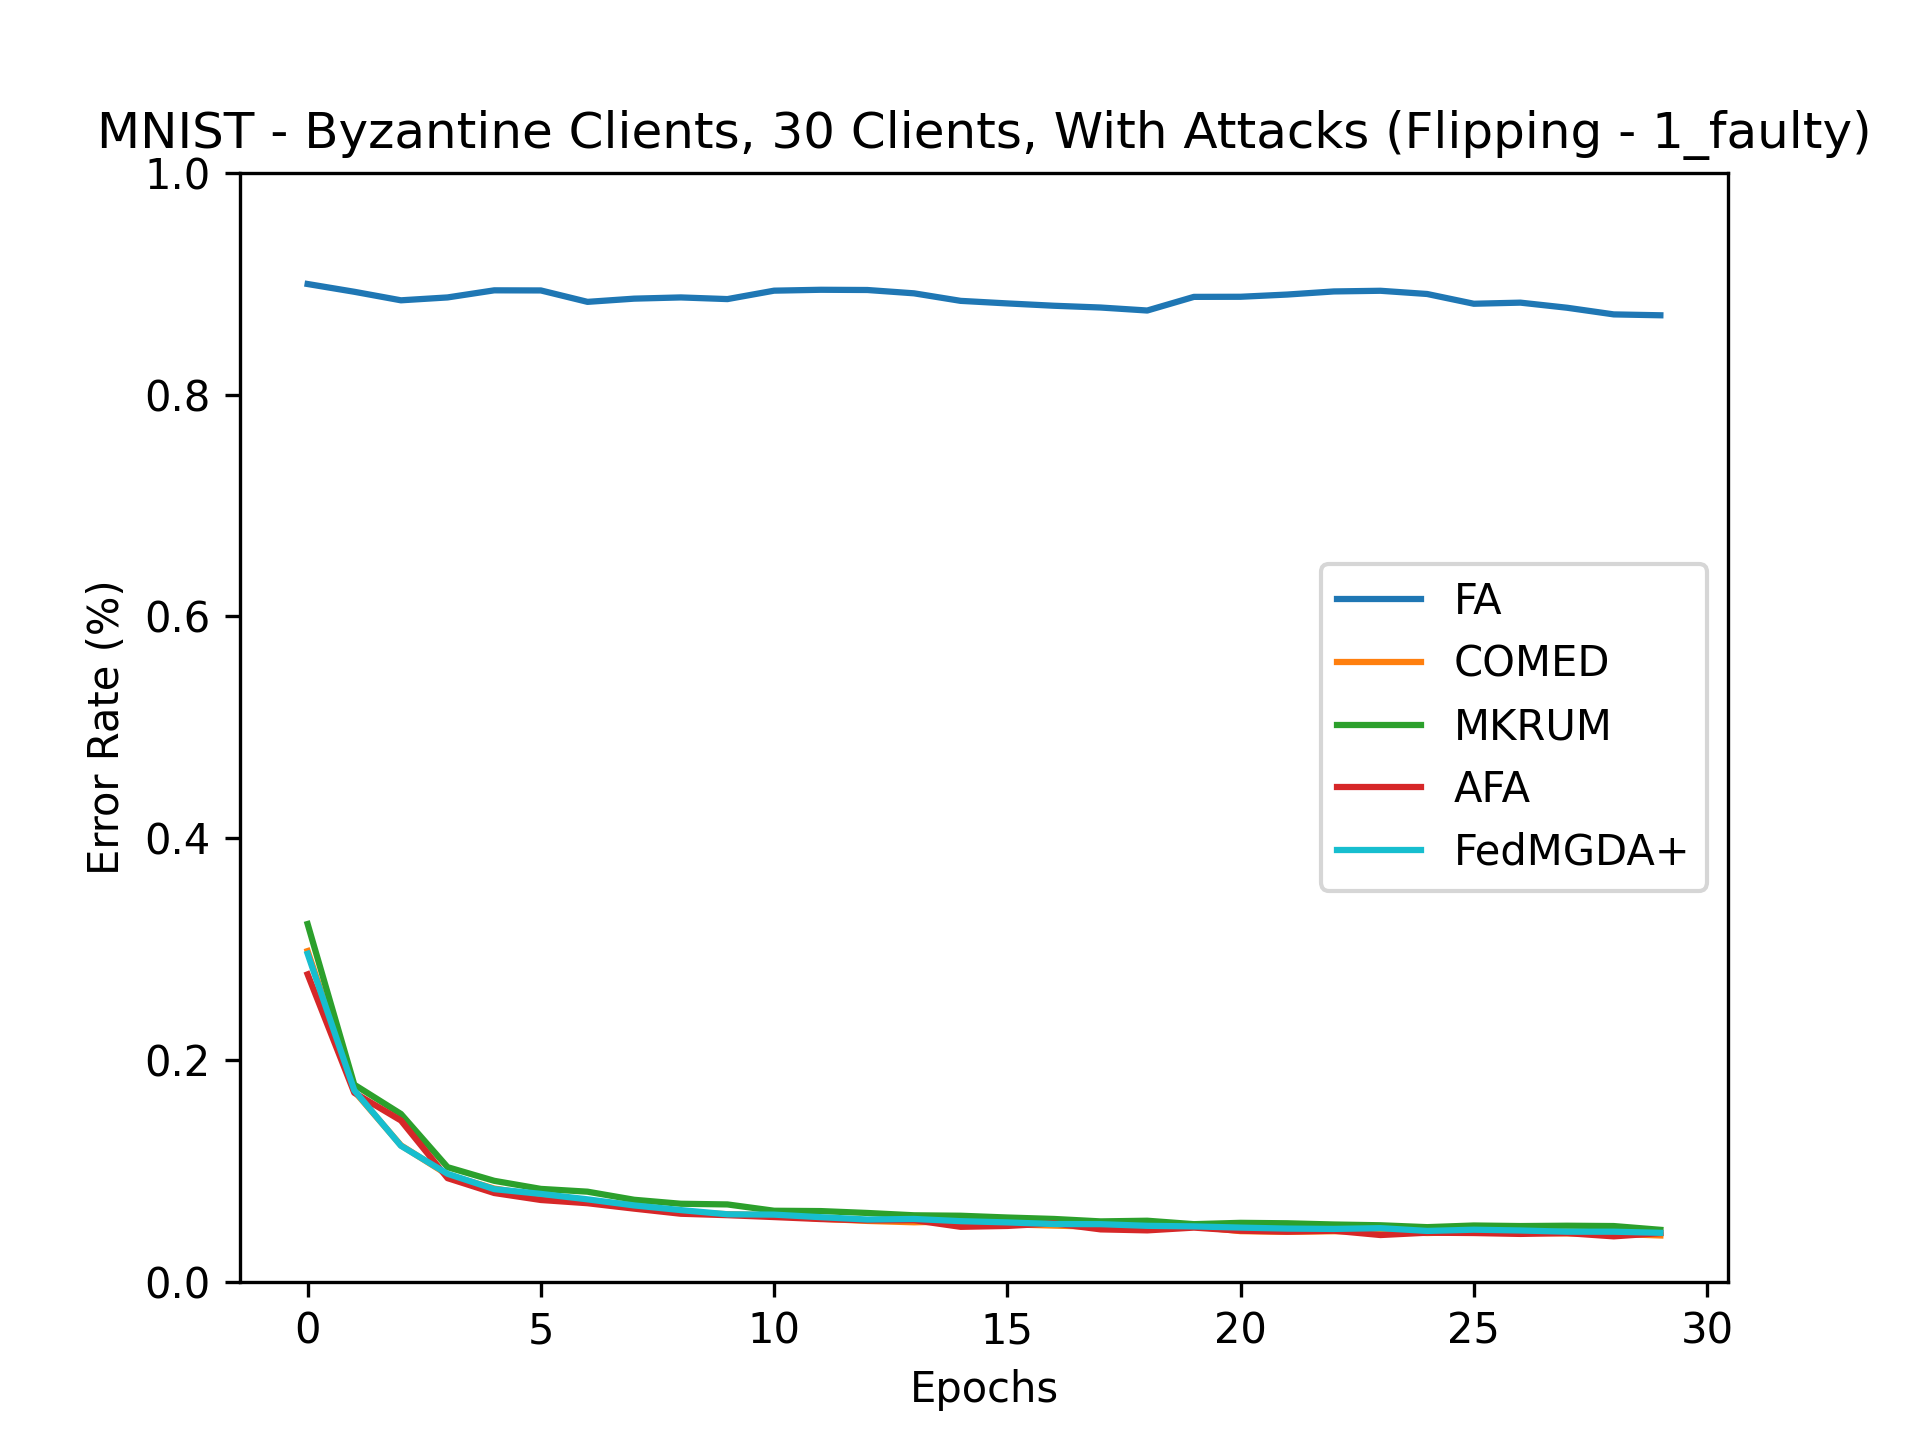 MNIST - Byzantine Clients, 30 Clients, With Attacks (Flipping - 1_faulty)
1.0
0.8
0.6
0.4
0.2
0.0
Error Rate (%)
FA
COMED
MKRUM
AFA
FedMGDA+
0 5 10 15 20 25 30
Epochs